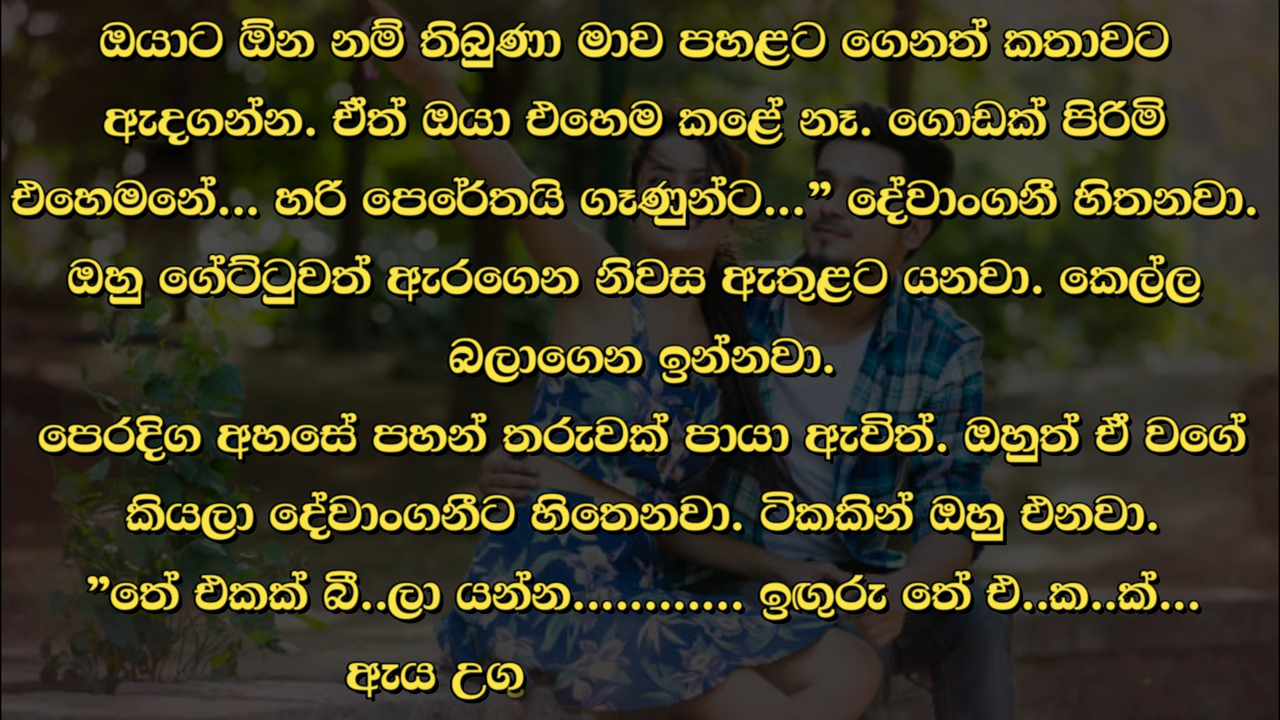 ඔයාට ඕන නම් තිබුණා මාව පහළට ගෙනත් කතාවට
ඇදගන්න. ඒත් ඔයා එහෙම කළේ නෑ. ගොඩක් පිරිමි
එහෙමනේ... හරි පෙරේතයි ගෑණුන්ට...” දේවාංගනී හිතනවා.
ඔහු ගේට්ටුවත් ඇරගෙන නිවස ඇතුළට යනවා. කෙල්ල
බලාගෙන ඉන්නවා.
පෙරදිග අහසේ පහන් තරුවක් පායා ඇවිත්. ඔහුත් ඒ වගේ
කියලා දේවාංගනීට හිතෙනවා. ටිකකින් ඔහු එනවා.
”තේ එකක් බී..ලා යන්න............ ඉඟුරු තේ එ..ක..ක්...
ඇය උගු